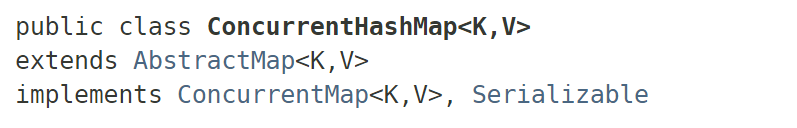 public class ConcurrentHashMap<K,V>
extends AbstractMap<K,V>
implements ConcurrentMap<K,V>, Serializable